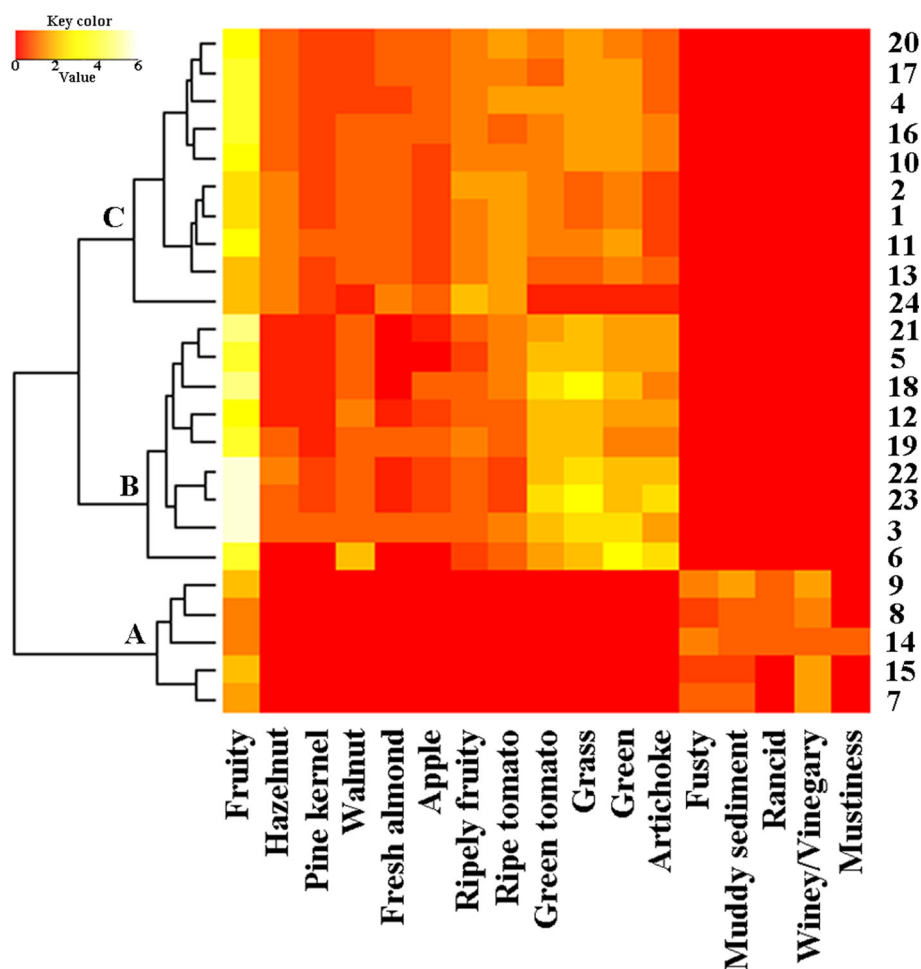 Key color
0 2 4 6
Value
20
17
4
16
10
2
1
11
13
24
21
5
18
12
19
22
23
3
6
9
8
14
15
7
C
B
A
Fruity
Hazelnut
Pine kernel
Walnut
Fresh almond
Apple
Ripely fruity
Ripe tomato
Green tomato
Grass
Green
Artichoke
Fusty
Muddy sediment
Rancid
Winey/Vinegary
Mustiness